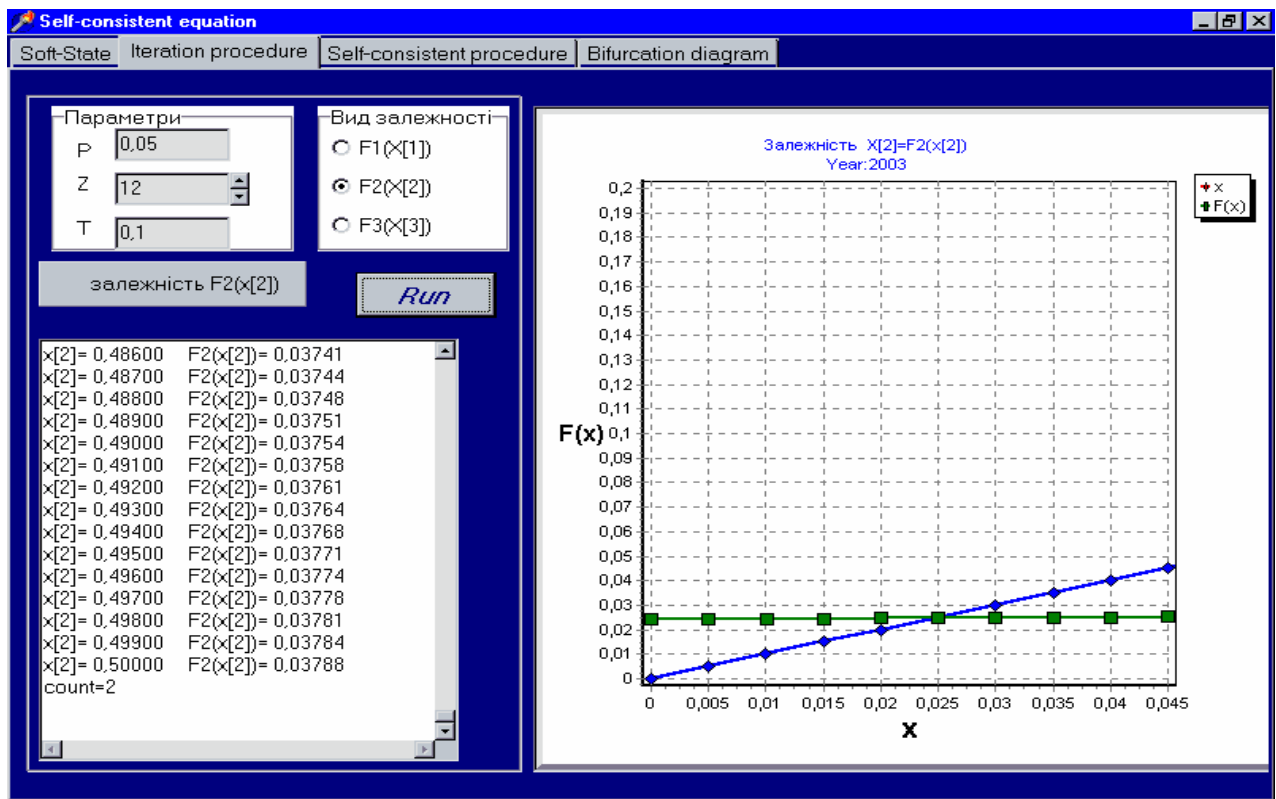 Self-consistent equation
Soft-State Iteration procedure Self-consistent procedure Bifurcation diagram
Параметри
P 0,05
Z 12
T 0,1
Вид залежності
F1(X[1])
F2(X[2])
F3(X[3])
залежність F2(x[2])
Run
x[2]= 0,48600 F2(x[2])= 0,03741
x[2]= 0,48700 F2(x[2])= 0,03744
x[2]= 0,48800 F2(x[2])= 0,03748
x[2]= 0,48900 F2(x[2])= 0,03751
x[2]= 0,49000 F2(x[2])= 0,03754
x[2]= 0,49100 F2(x[2])= 0,03758
x[2]= 0,49200 F2(x[2])= 0,03761
x[2]= 0,49300 F2(x[2])= 0,03764
x[2]= 0,49400 F2(x[2])= 0,03768
x[2]= 0,49500 F2(x[2])= 0,03771
x[2]= 0,49600 F2(x[2])= 0,03774
x[2]= 0,49700 F2(x[2])= 0,03778
x[2]= 0,49800 F2(x[2])= 0,03781
x[2]= 0,49900 F2(x[2])= 0,03784
x[2]= 0,50000 F2(x[2])= 0,03788
count=2
Залежність X[2]=F2(x[2])
Year:2003
0,2
0,19
0,18
0,17
0,16
0,15
0,14
0,13
0,12
0,11
F(x) 0,1
0,09
0,08
0,07
0,06
0,05
0,04
0,03
0,02
0,01
0
0 0,005 0,01 0,015 0,02 0,025 0,03 0,035 0,04 0,045
X
x
F(x)